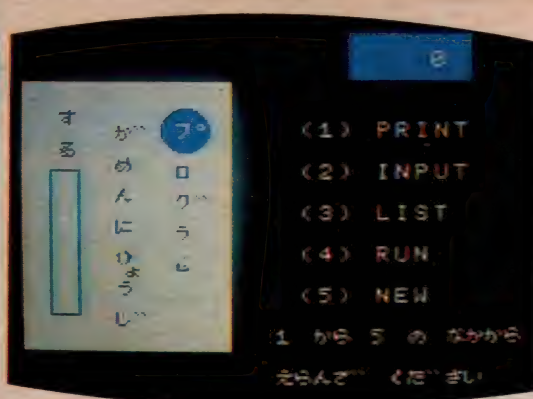 プログラム
がめんにひょうじ
する
0
(1) PRINT
(2) INPUT
(3) LIST
(4) RUN
(5) NEW
1 から 5 の なかから
えらんで ください